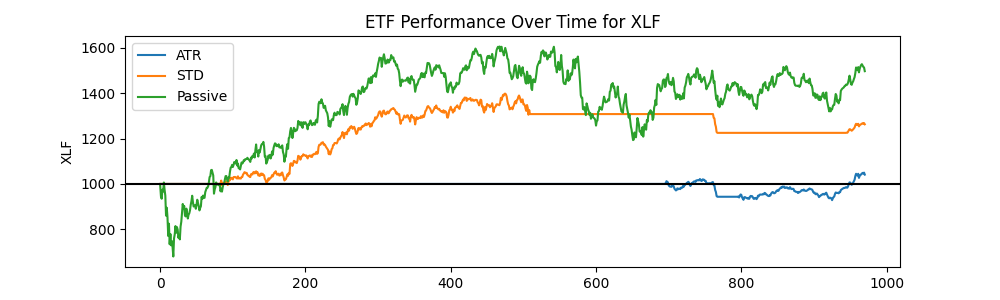 ETF Performance Over Time for XLF
ATR
STD
Passive
XLF
1600
1400
1200
1000
800
0 200 400 600 800 1000